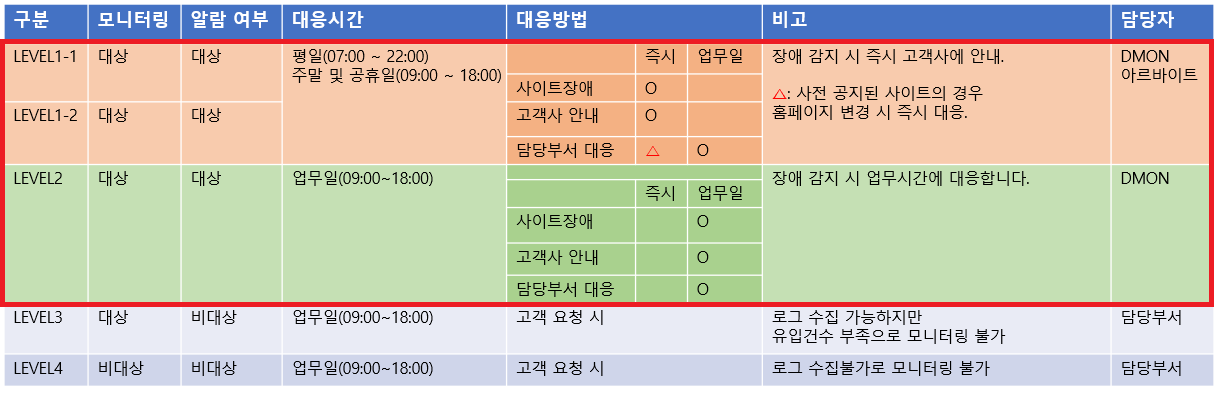 구분 모니터링 알람 여부 대응시간 대응방법 비고 담당자
LEVEL1-1 대상 대상 평일(07:00 ~ 22:00) 즉시 업무일 장애 감지 시 즉시 고객사에 안내. DMON
주말 및 공휴일(09:00 ~ 18:00) 아르바이트
사이트장애 O △: 사전 공지된 사이트의 경우
LEVEL1-2 대상 대상 고객사 안내 O 홈페이지 변경 시 즉시 대응.
담당부서 대응 △ O
LEVEL2 대상 대상 업무일(09:00~18:00) 장애 감지 시 업무시간에 대응합니다. DMON
즉시 업무일
사이트장애 O
고객사 안내 O
담당부서 대응 O
LEVEL3 대상 비대상 업무일(09:00~18:00) 고객 요청 시 로그 수집 가능하지만 담당부서
유입건수 부족으로 모니터링 불가
LEVEL4 비대상 비대상 업무일(09:00~18:00) 고객 요청 시 로그 수집불가로 모니터링 불가 담당부서